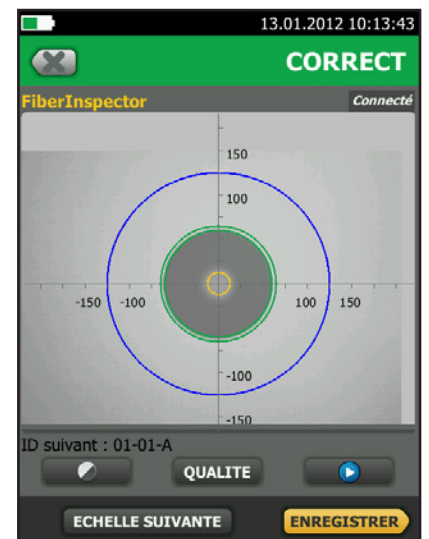 13.01.2012 10:13:43
CORRECT
FiberInspector Connecté
150
100
-150 -100 100 150
-100
-150
ID suivant : 01-01-A
QUALITE
ECHELLE SUIVANTE ENREGISTRER